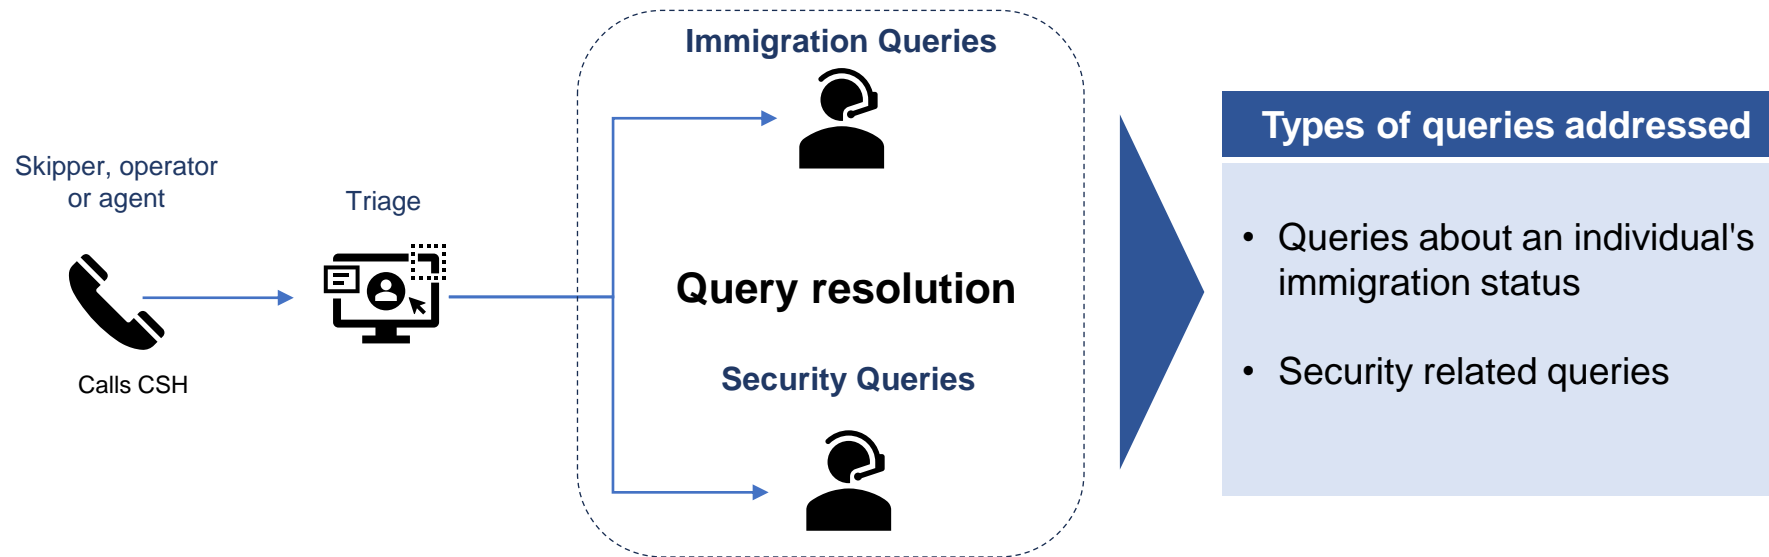 Skipper, operator
or agent
Calls CSH
Triage
Immigration Queries
Query resolution
Security Queries
Types of queries addressed
• Queries about an individual's
immigration status
• Security related queries